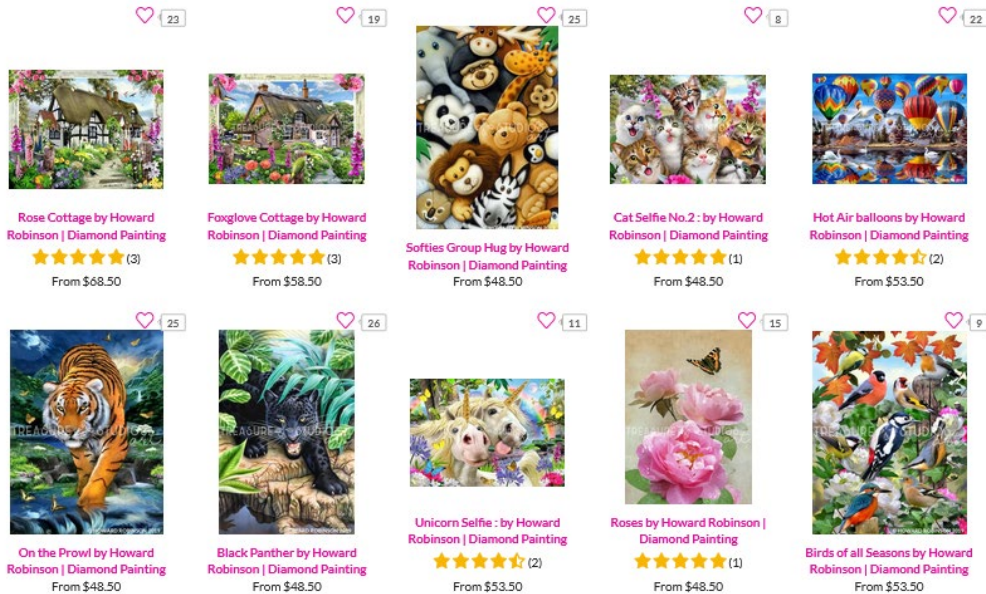 23
19
25
8
22
Rose Cottage by Howard
Robinson | Diamond Painting
(3)
From $68.50
Foxglove Cottage by Howard
Robinson | Diamond Painting
(3)
From $58.50
Softies Group Hug by Howard
Robinson | Diamond Painting
From $48.50
Cat Selfie No.2 : by Howard
Robinson | Diamond Painting
(1)
From $48.50
Hot Air balloons by Howard
Robinson | Diamond Painting
(2)
From $53.50
25
26
11
15
9
On the Prowl by Howard
Robinson | Diamond Painting
From $48.50
Black Panther by Howard
Robinson | Diamond Painting
From $48.50
Unicorn Selfie : by Howard
Robinson | Diamond Painting
(2)
From $53.50
Roses by Howard Robinson |
Diamond Painting
(1)
From $48.50
Birds of all Seasons by Howard
Robinson | Diamond Painting
From $53.50